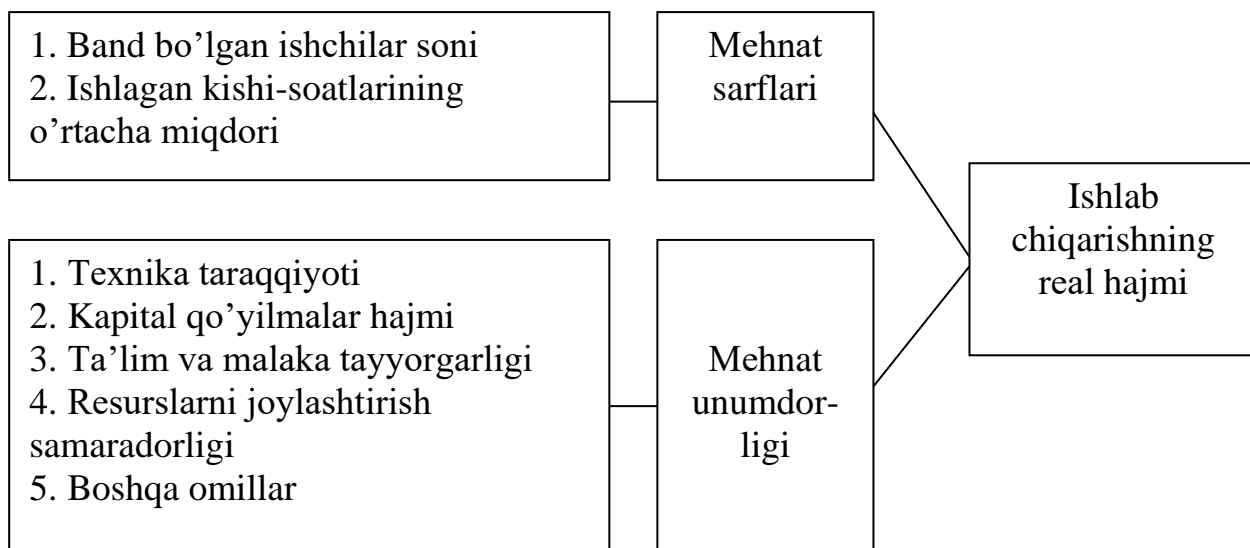 1. Band bo’lgan ishchilar soni
2. Ishlagan kishi-soatlarining
o’rtacha miqdori
Mehnat
sarflari
1. Texnika taraqqiyoti
2. Kapital qo’yilmalar hajmi
3. Ta’lim va malaka tayyorgarligi
4. Resurslarni joylashtirish
samaradorligi
5. Boshqa omillar
Mehnat
unumdor-
ligi
Ishlab
chiqarishning
real hajmi